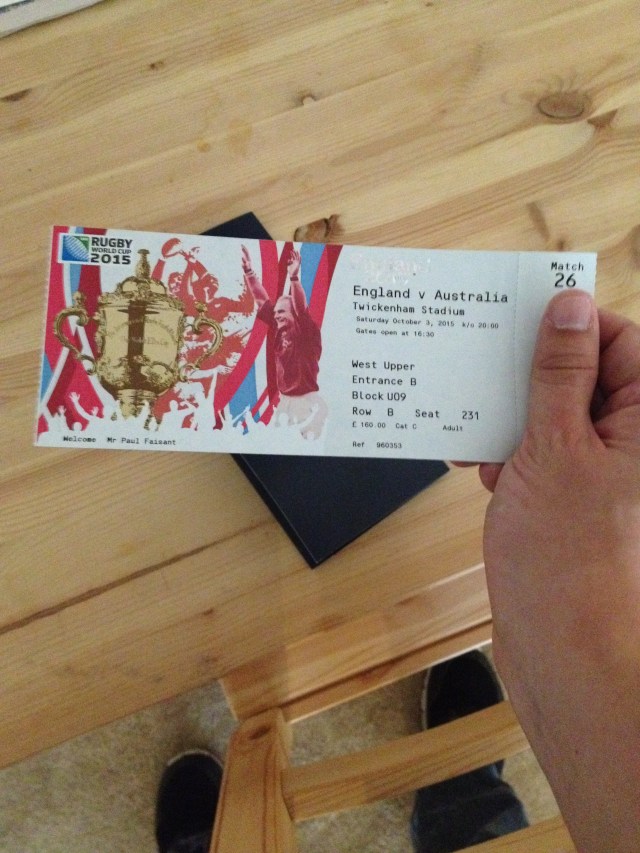 RUGBY
WORLD CUP
2015
Match
26
England v Australia
Twickenham Stadium
Saturday October 3, 2015 k/o 20:00
Gates open at 16:30
West Upper
Entrance B
Block U09
Row B Seat 231
£ 160.00 Cat C Adult
Ref 960353
Welcome Mr Paul Faisant